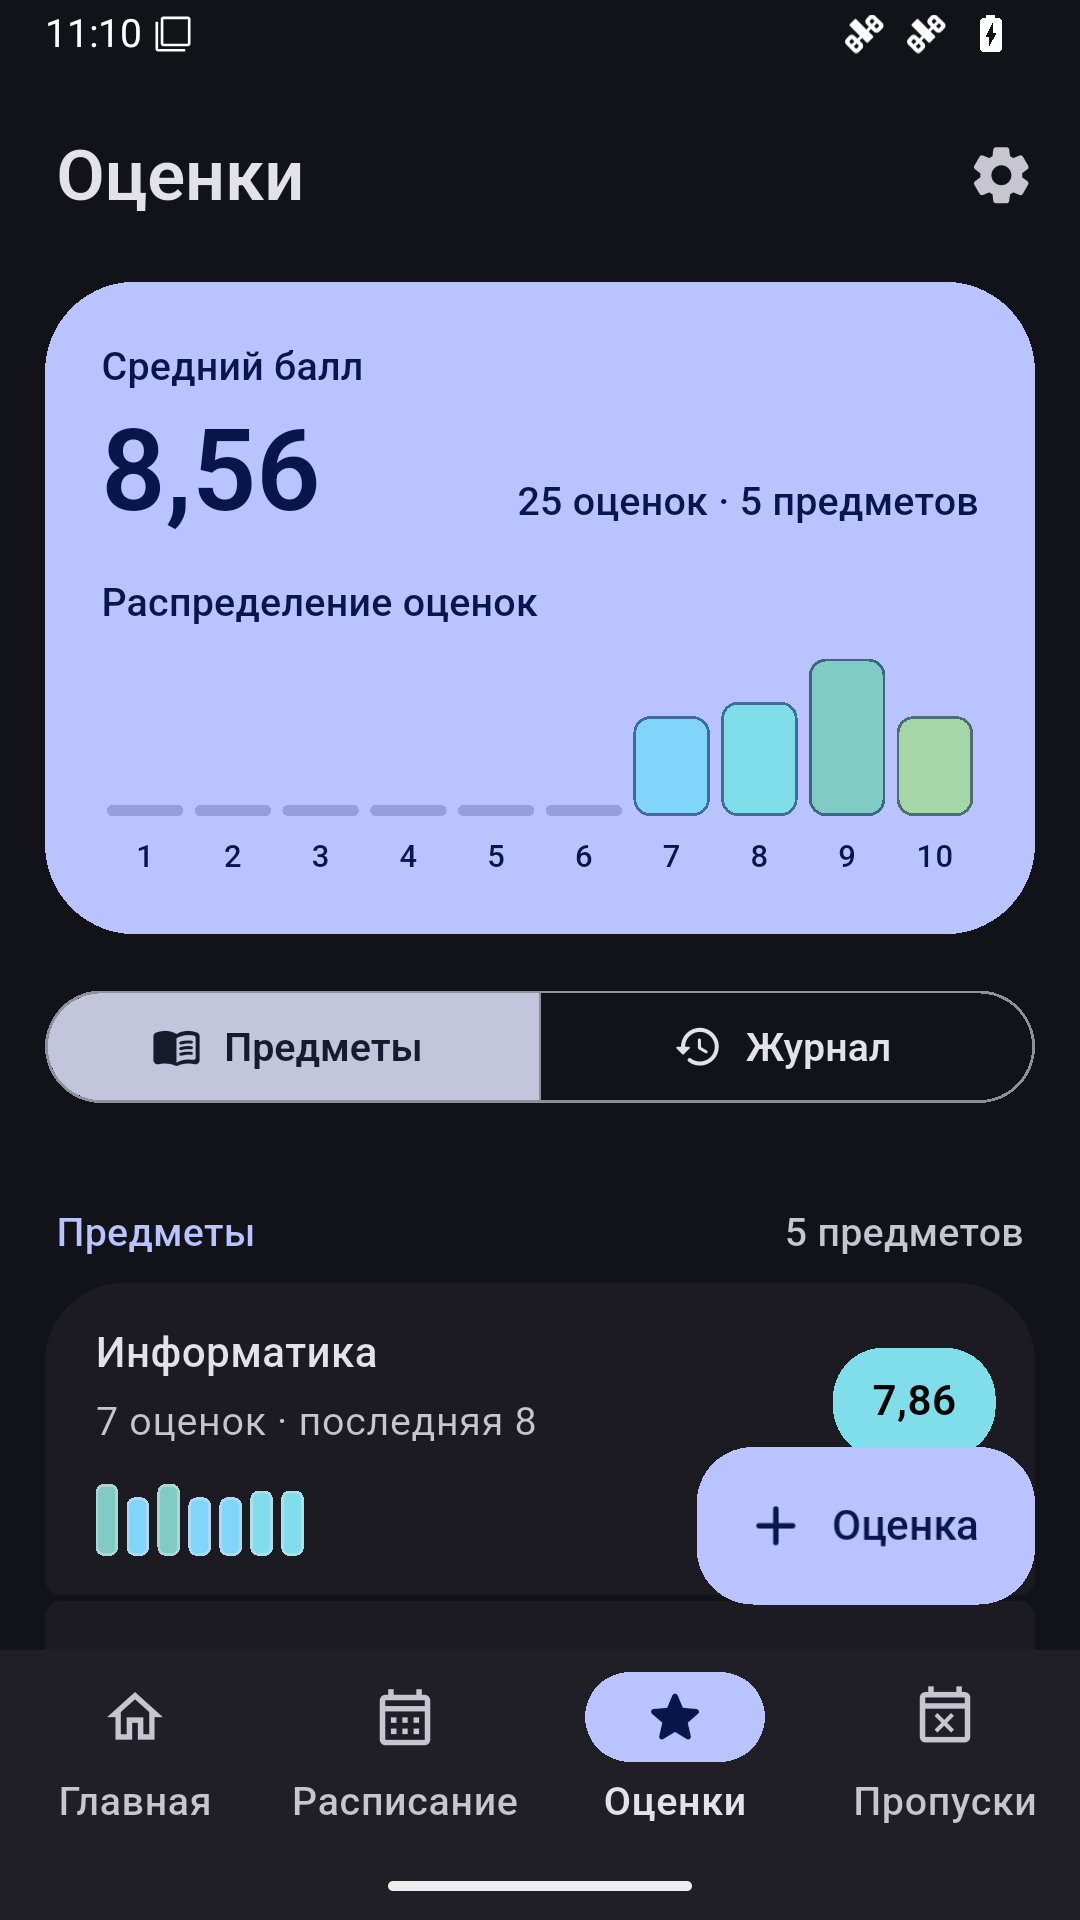 11:10
Оценки
Средний балл
8,56
25 оценок · 5 предметов
Распределение оценок
1 2 3 4 5 6 7 8 9 10
Предметы
Журнал
Предметы
5 предметов
Информатика
7 оценок · последняя 8
7,86
Оценка
Главная
Расписание
Оценки
Пропуски